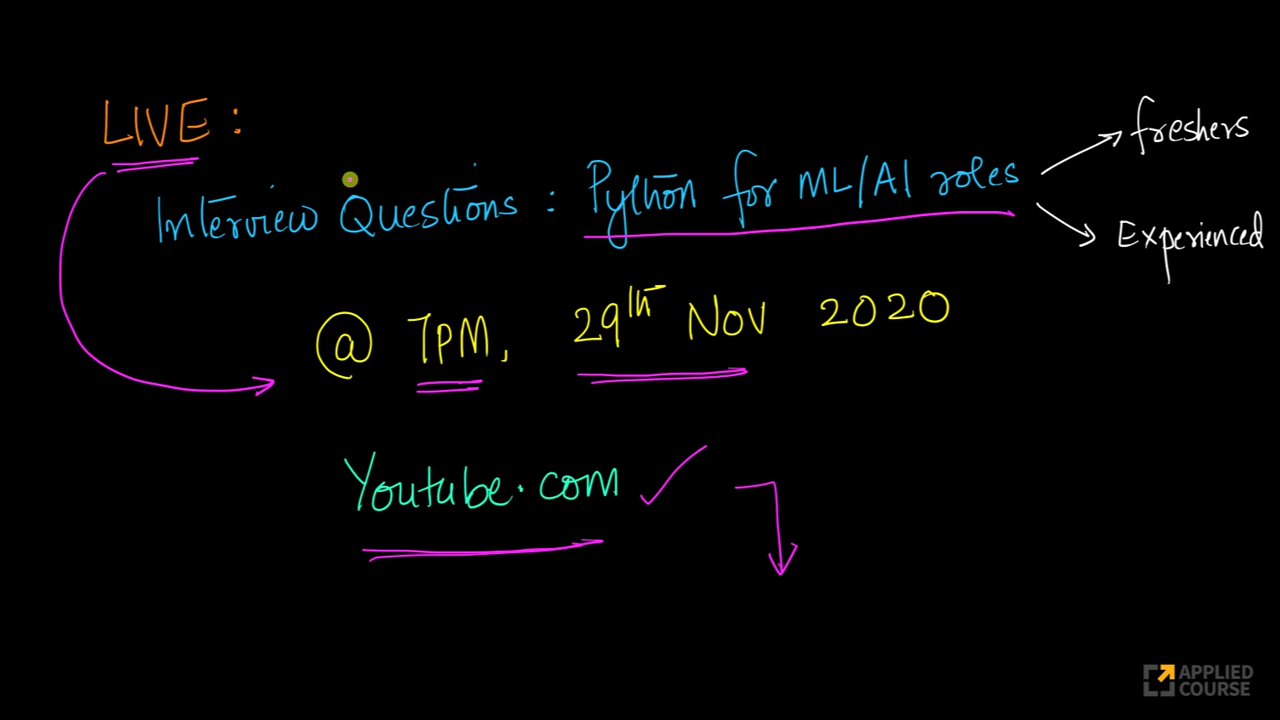 LIVE :
freshers
Interview Questions : Python for ML/AI roles
Experienced
@ 7PM, 29th Nov 2020
Youtube.com
APPLIED
COURSE